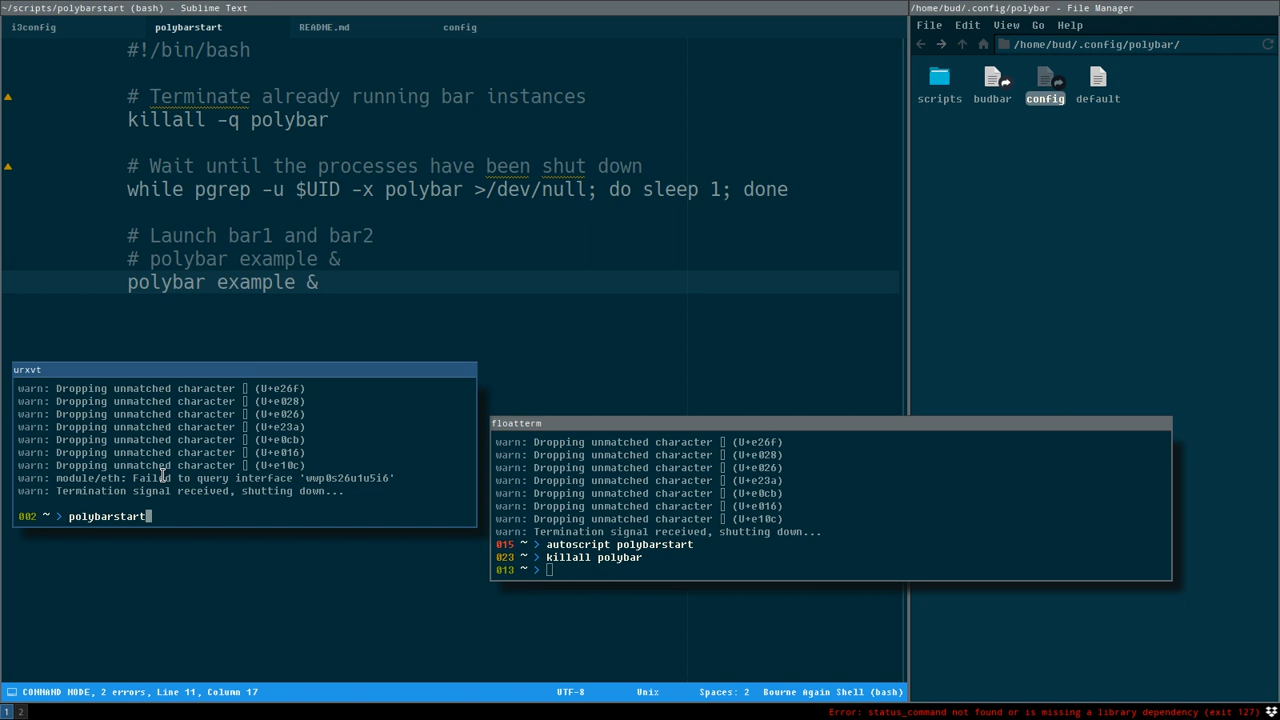 ~/scripts/polybarstart (bash) - Sublime Text
i3config
polybarstart
README.md
config
#!/bin/bash
# Terminate already running bar instances
killall -q polybar
# Wait until the processes have been shut down
while pgrep -u $UID -x polybar >/dev/null; do sleep 1; done
# Launch bar1 and bar2
# polybar example &
polybar example &
urxvt
warn: Dropping unmatched character  (U+e26f)
warn: Dropping unmatched character  (U+e028)
warn: Dropping unmatched character  (U+e026)
warn: Dropping unmatched character  (U+e23a)
warn: Dropping unmatched character  (U+e0cb)
warn: Dropping unmatched character  (U+e016)
warn: Dropping unmatched character  (U+e10c)
warn: module/eth: Failed to query interface 'wwp0s26u1u5i6'
warn: Termination signal received, shutting down...
002 ~ > polybarstart
floatterm
warn: Dropping unmatched character  (U+e26f)
warn: Dropping unmatched character  (U+e028)
warn: Dropping unmatched character  (U+e026)
warn: Dropping unmatched character  (U+e23a)
warn: Dropping unmatched character  (U+e0cb)
warn: Dropping unmatched character  (U+e016)
warn: Dropping unmatched character  (U+e10c)
warn: Termination signal received, shutting down...
015 ~ > autoscript polybarstart
023 ~ > killall polybar
013 ~ >
/home/bud/.config/polybar - File Manager
File Edit View Go Help
/home/bud/.config/polybar/
scripts
budbar
config
default
COMMAND MODE, 2 errors, Line 11, Column 17
UTF-8
Unix
Spaces: 2
Bourne Again Shell (bash)
1 2
Error: status_command not found or is missing a library dependency (exit 127)